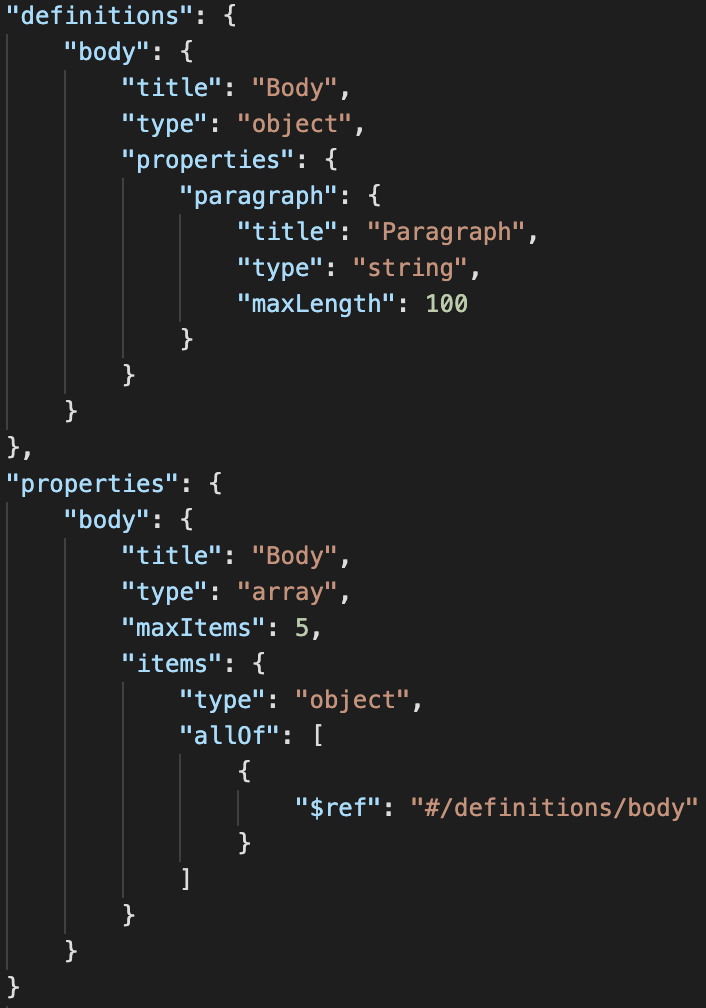 "definitions": {
    "body": {
        "title": "Body",
        "type": "object",
        "properties": {
            "paragraph": {
                "title": "Paragraph",
                "type": "string",
                "maxLength": 100
            }
        }
    }
},
"properties": {
    "body": {
        "title": "Body",
        "type": "array",
        "maxItems": 5,
        "items": {
            "type": "object",
            "allOf": [
                {
                    "$ref": "#/definitions/body"
                }
            ]
        }
    }
}